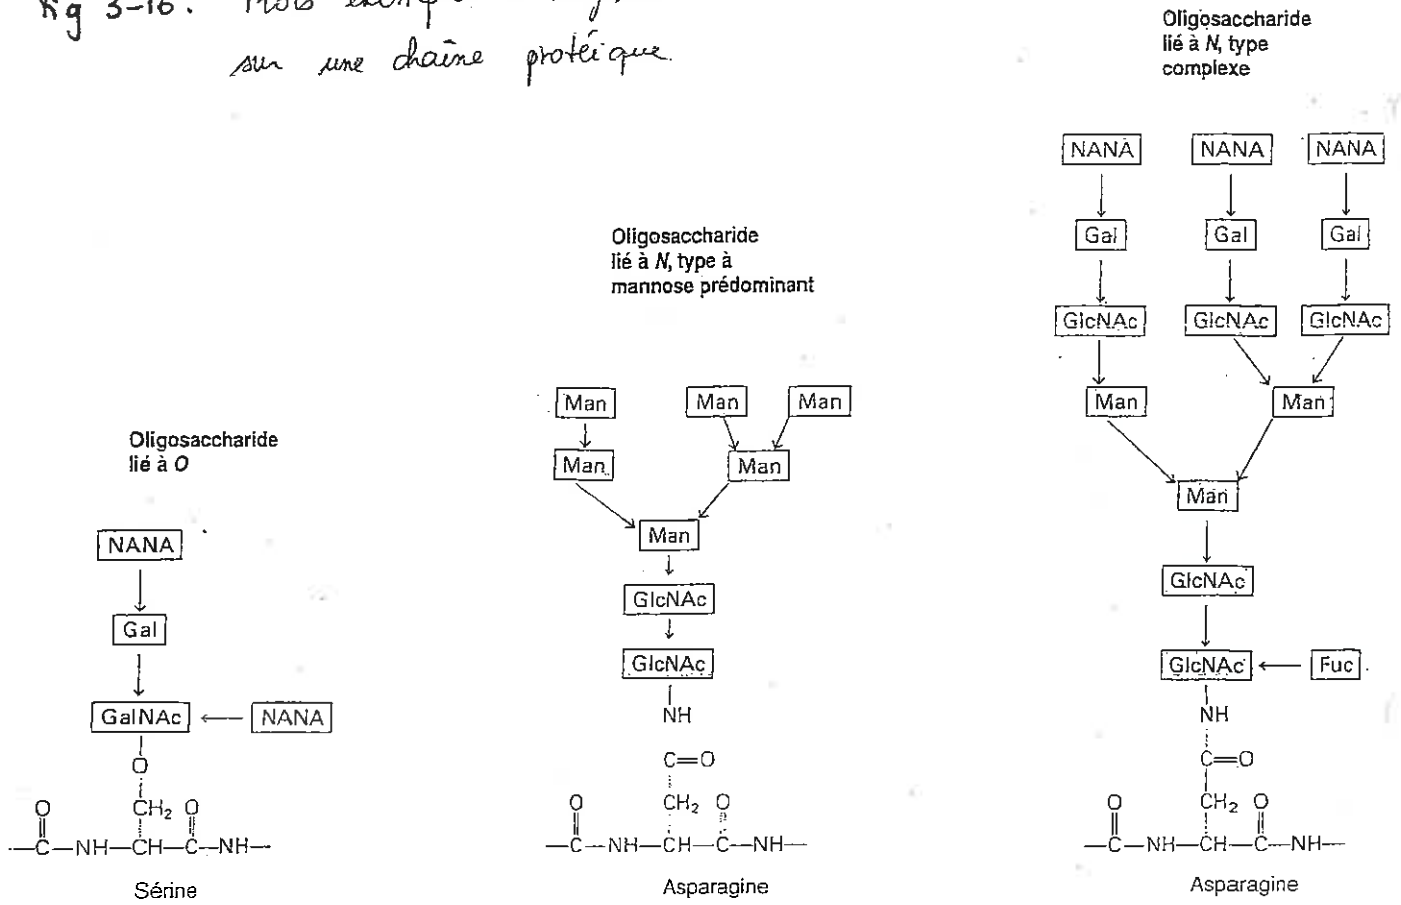 fig 3-16.
sur une chaîne protéique.
Oligosaccharide
lié à N, type
complexe
NANA NANA NANA
Gal Gal Gal
Oligosaccharide
lié à N, type à
mannose prédominant
GlcNAc GlcNAc GlcNAc
Man Man Man
Man Man
Oligosaccharide
lié à O
Man Man
Man
Man
NANA
GlcNAc
GlcNAc
Gal
GlcNAc
GlcNAc ← Fuc
GalNAc ← NANA
NH
NH
O
C=O
C=O
O CH₂ O
O CH₂ O
O CH₂ O
—C—NH—CH—C—NH—
—C—NH—CH—C—NH—
—C—NH—CH—C—NH—
Sérine
Asparagine
Asparagine